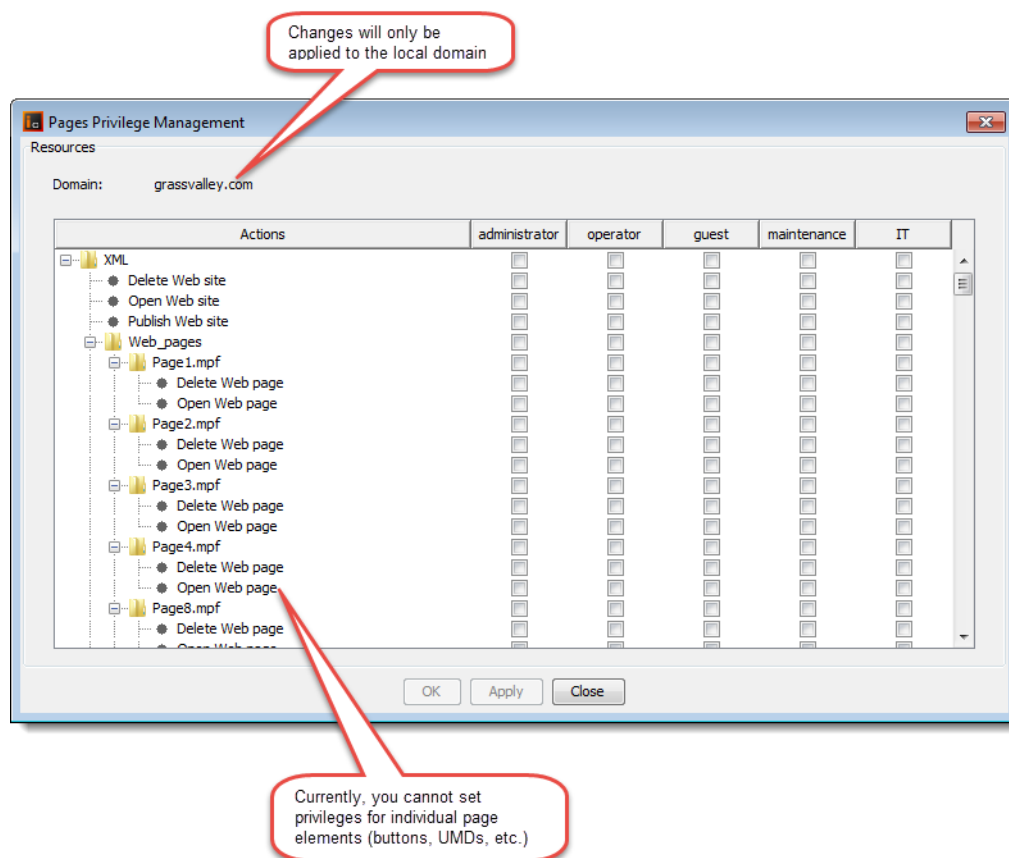 Changes will only be
applied to the local domain
Pages Privilege Management
Resources
Domain: grassvalley.com
Actions administrator operator guest maintenance IT
XML
Delete Web site
Open Web site
Publish Web site
Web_pages
Page1.mpf
Delete Web page
Open Web page
Page2.mpf
Delete Web page
Open Web page
Page3.mpf
Delete Web page
Open Web page
Page4.mpf
Delete Web page
Open Web page
Page8.mpf
Delete Web page
Open Web page
OK Apply Close
Currently, you cannot set
privileges for individual page
elements (buttons, UMDs, etc.)